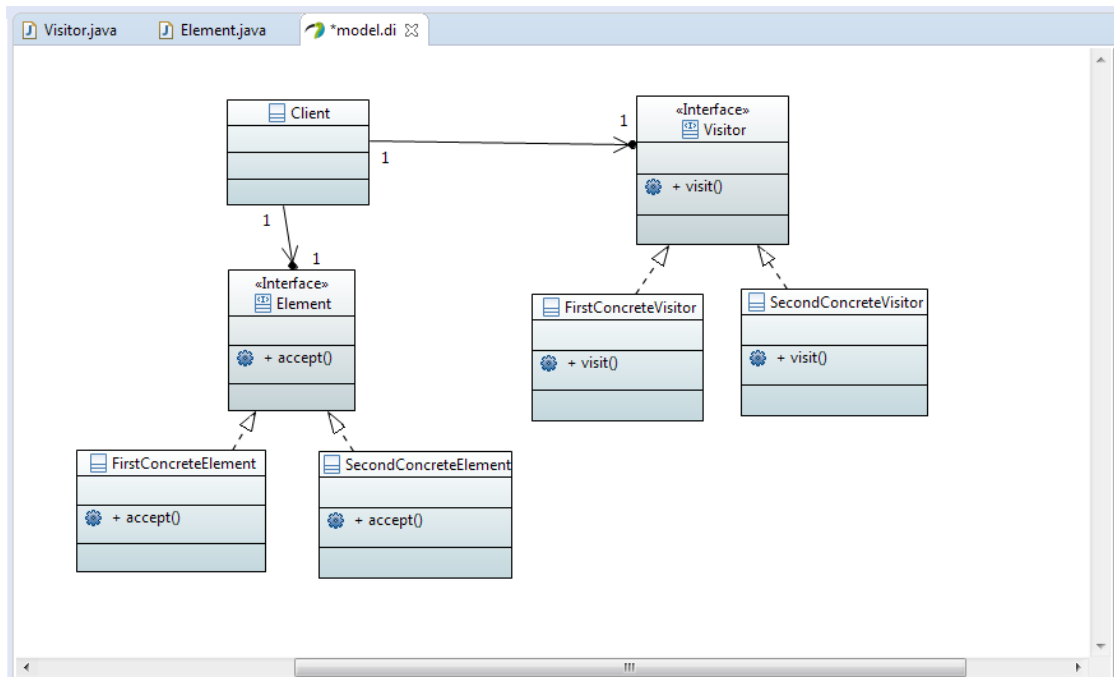 Visitor.java
Element.java
*model.di
Client
1
1
«Interface»
Visitor
+ visit()
1
1
«Interface»
Element
+ accept()
FirstConcreteVisitor
+ visit()
SecondConcreteVisitor
+ visit()
FirstConcreteElement
+ accept()
SecondConcreteElement
+ accept()